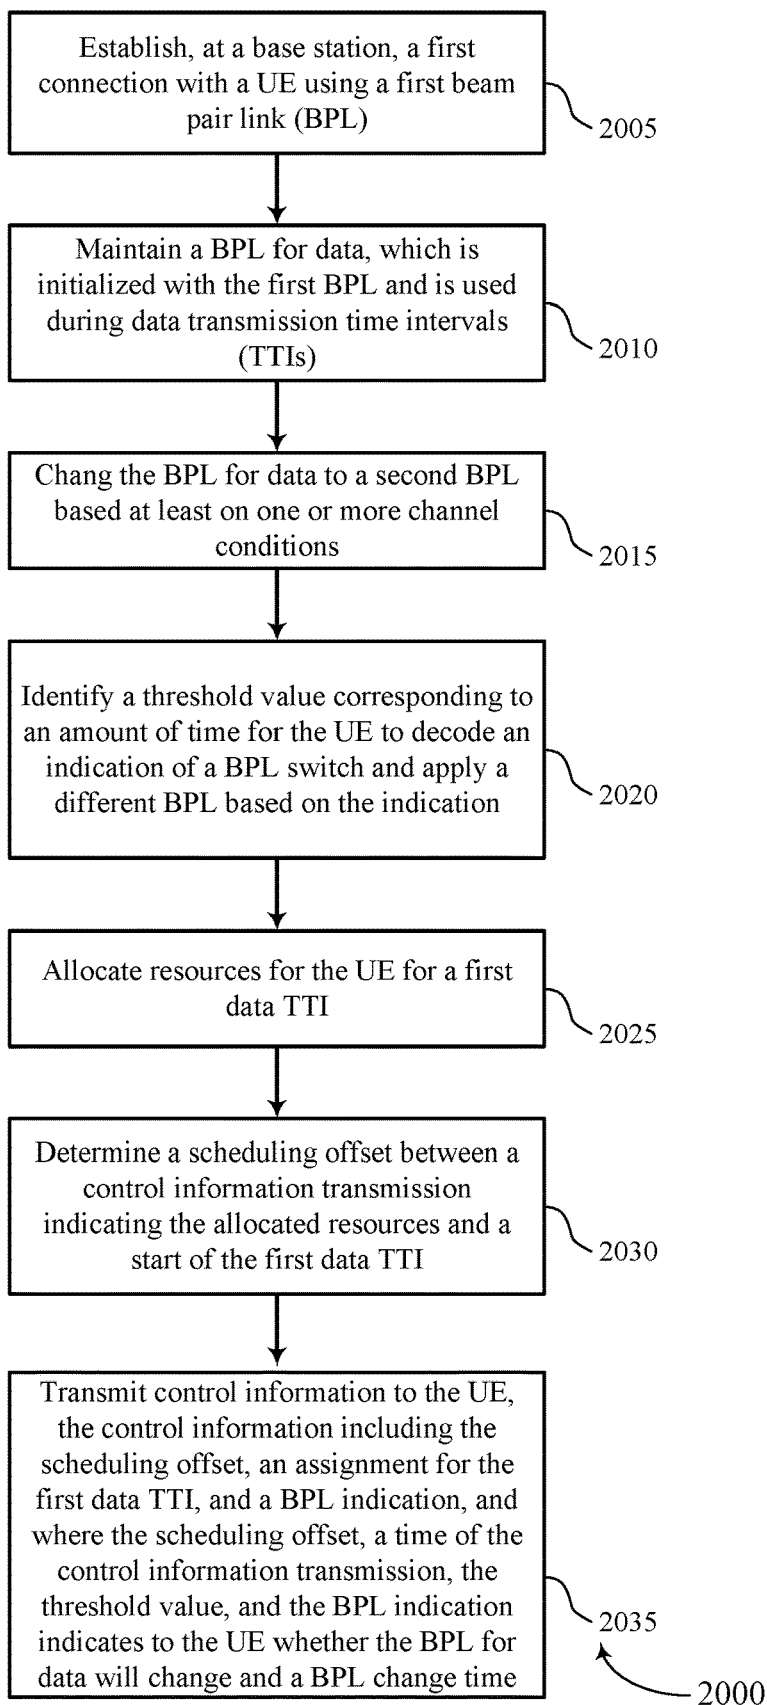 Establish, at a base station, a first
connection with a UE using a first beam
pair link (BPL)
2005
Maintain a BPL for data, which is
initialized with the first BPL and is used
during data transmission time intervals
(TTIs)
2010
Chang the BPL for data to a second BPL
based at least on one or more channel
conditions
2015
Identify a threshold value corresponding to
an amount of time for the UE to decode an
indication of a BPL switch and apply a
different BPL based on the indication
2020
Allocate resources for the UE for a first
data TTI
2025
Determine a scheduling offset between a
control information transmission
indicating the allocated resources and a
start of the first data TTI
2030
Transmit control information to the UE,
the control information including the
scheduling offset, an assignment for the
first data TTI, and a BPL indication, and
where the scheduling offset, a time of the
control information transmission, the
threshold value, and the BPL indication
indicates to the UE whether the BPL for
data will change and a BPL change time
2035
2000